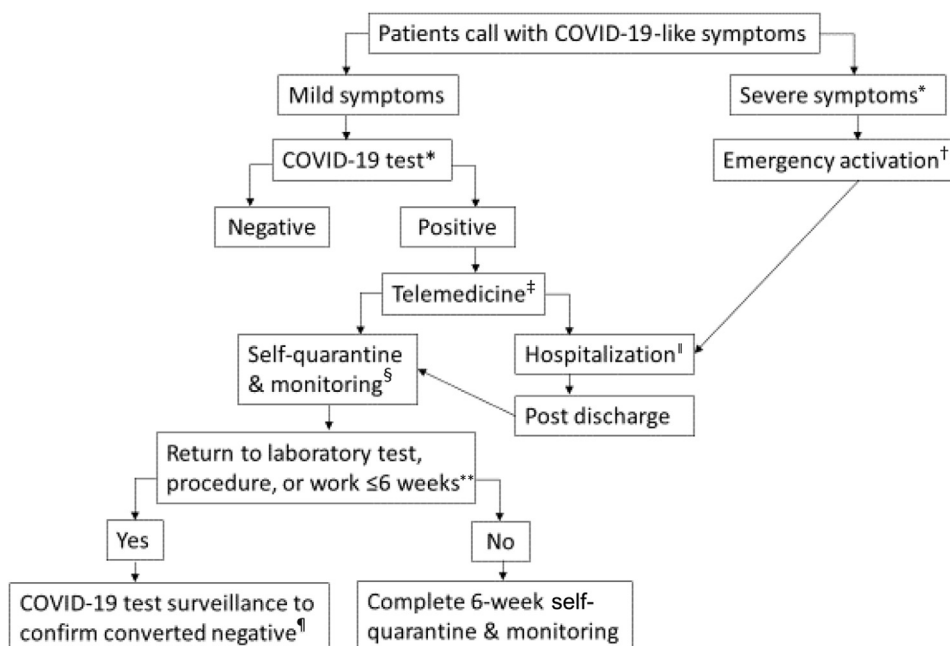 Patients call with COVID-19-like symptoms
Mild symptoms
Severe symptoms*
COVID-19 test*
Emergency activation†
Negative
Positive
Telemedicine‡
Self-quarantine
& monitoring§
Hospitalization‖
Post discharge
Return to laboratory test,
procedure, or work ≤6 weeks**
Yes
No
COVID-19 test surveillance to
confirm converted negative¶
Complete 6-week self-
quarantine & monitoring